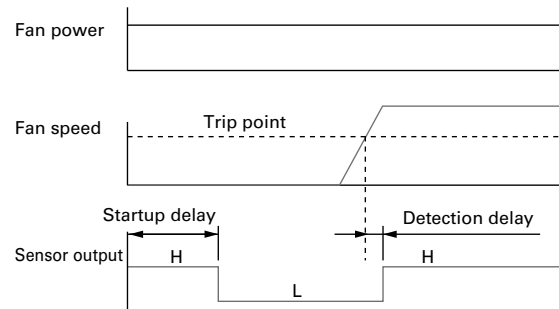 Fan power
Fan speed
Trip point
Startup delay
Detection delay
Sensor output
H
L
H